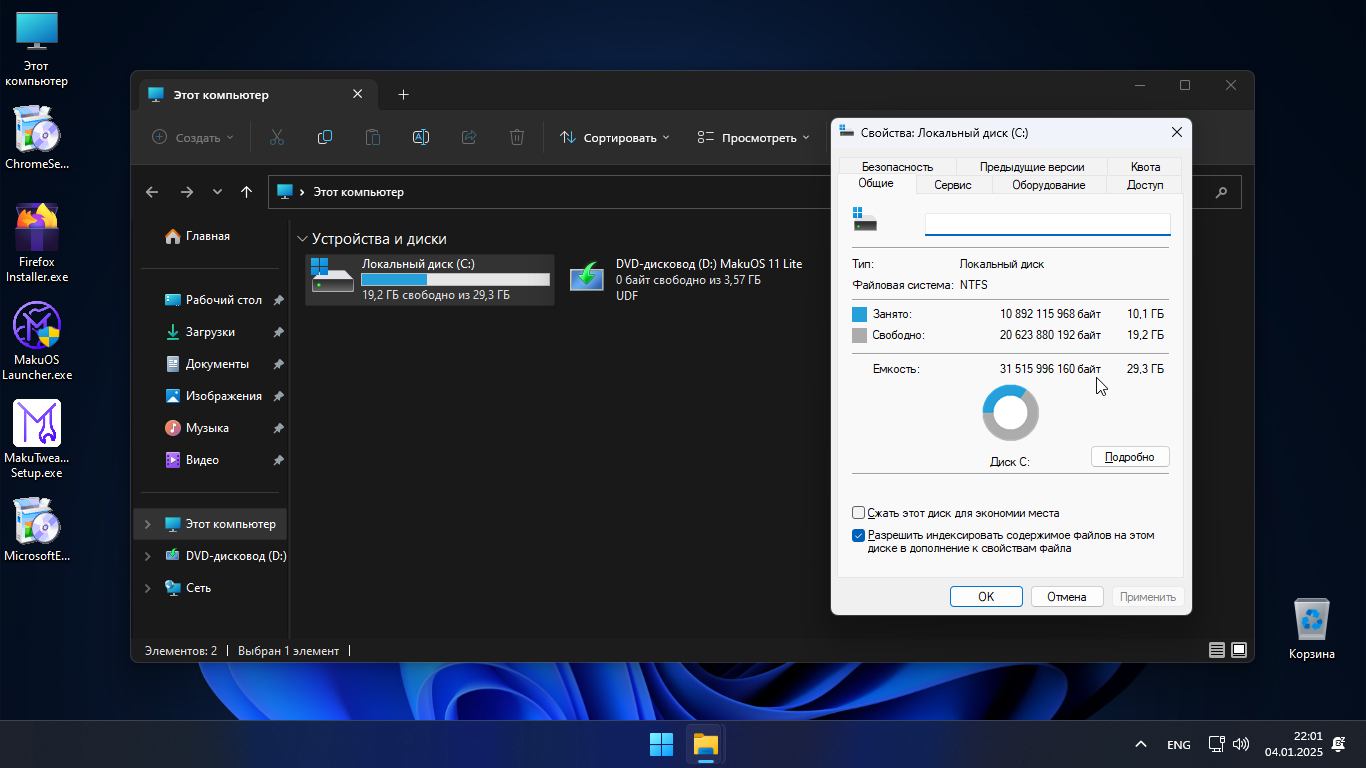 Этот
компьютер
ChromeSe...
Firefox
Installer.exe
MakuOS
Launcher.exe
MakuTwea...
Setup.exe
MicrosoftE...
Этот компьютер
Создать
Сортировать
Просмотреть
Этот компьютер
Главная
Рабочий стол
Загрузки
Документы
Изображения
Музыка
Видео
Этот компьютер
DVD-дисковод (D:)
Сеть
Устройства и диски
Локальный диск (C:)
19,2 ГБ свободно из 29,3 ГБ
DVD-дисковод (D:) MakuOS 11 Lite
0 байт свободно из 3,57 ГБ
UDF
Элементов: 2
Выбран 1 элемент
Свойства: Локальный диск (C:)
Безопасность Предыдущие версии Квота
Общие Сервис Оборудование Доступ
Тип: Локальный диск
Файловая система: NTFS
Занято: 10 892 115 968 байт 10,1 ГБ
Свободно: 20 623 880 192 байт 19,2 ГБ
Емкость: 31 515 996 160 байт 29,3 ГБ
Диск C:
Подробно
Сжать этот диск для экономии места
Разрешить индексировать содержимое файлов на этом
диске в дополнение к свойствам файла
OK Отмена Применить
Корзина
ENG
22:01
04.01.2025